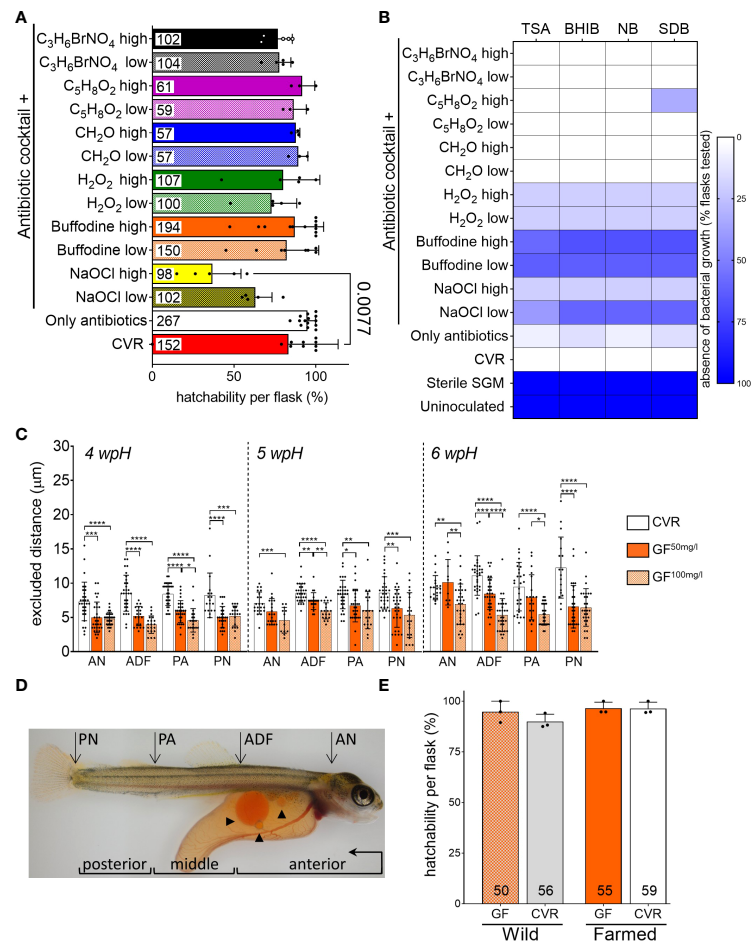 A
Antibiotic cocktail +
C₃H₆BrNO₄ high 102
C₃H₆BrNO₄ low 104
C₅H₈O₂ high 61
C₅H₈O₂ low 59
CH₂O high 57
CH₂O low 57
H₂O₂ high 107
H₂O₂ low 100
Buffodine high 194
Buffodine low 150
NaOCl high 98
NaOCl low 102
Only antibiotics 267
CVR 152
0.0077
0 50 100
hatchability per flask (%)
B
TSA BHIB NB SDB
Antibiotic cocktail +
C₃H₆BrNO₄ high
C₃H₆BrNO₄ low
C₅H₈O₂ high
C₅H₈O₂ low
CH₂O high
CH₂O low
H₂O₂ high
H₂O₂ low
Buffodine high
Buffodine low
NaOCl high
NaOCl low
Only antibiotics
CVR
Sterile SGM
Uninoculated
absence of bacterial growth (% flasks tested)
0
25
50
75
100
C
excluded distance (μm)
30
25
20
15
10
5
0
4 wpH 5 wpH 6 wpH
**** *** **** **** **** **** * *** ****
*** **** ** ** ** * *** **
** ** **** *** **** **** * **** ****
AN ADF PA PN AN ADF PA PN AN ADF PA PN
CVR
GF⁵⁰ᵐᵍ/ˡ
GF¹⁰⁰ᵐᵍ/ˡ
D
PN PA ADF AN
posterior middle anterior
E
hatchability per flask (%)
100
75
50
25
0
50 56 55 59
GF CVR GF CVR
Wild Farmed